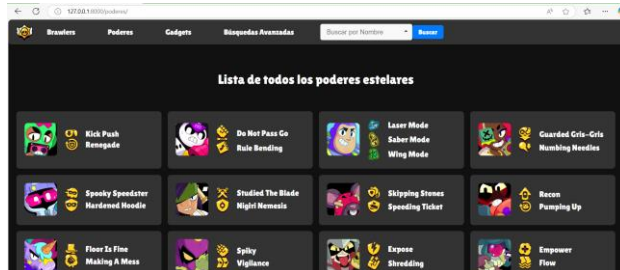 127.0.0.1:8000/poderes/
Brawlers Poderes Gadgets Búsquedas Avanzadas Buscar por Nombre Buscar
Lista de todos los poderes estelares
Kick Push
Renegade
Do Not Pass Go
Rule Bending
Laser Mode
Saber Mode
Wing Mode
Guarded Gris-Gris
Numbing Needles
Spooky Speedster
Hardened Hoodie
Studied The Blade
Nigiri Nemesis
Skipping Stones
Speeding Ticket
Recon
Pumping Up
Floor Is Fine
Making A Mess
Spiky
Vigilance
Expose
Shredding
Empower
Flow